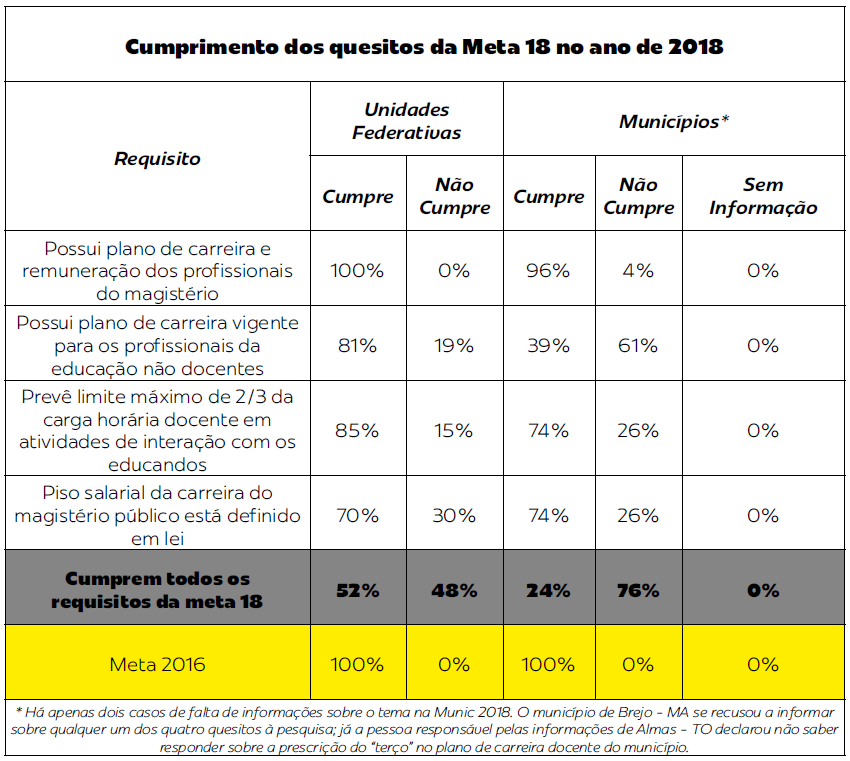 Cumprimento dos quesitos da Meta 18 no ano de 2018
Requisito
Unidades
Federativas
Municípios*
Cumpre
Não
Cumpre
Cumpre
Não
Cumpre
Sem
Informação
Possui plano de carreira e
remuneração dos profissionais
do magistério
100%
0%
96%
4%
0%
Possui plano de carreira vigente
para os profissionais da
educação não docentes
81%
19%
39%
61%
0%
Prevê limite máximo de 2/3 da
carga horária docente em
atividades de interação com os
educandos
85%
15%
74%
26%
0%
Piso salarial da carreira do
magistério público está definido
em lei
70%
30%
74%
26%
0%
Cumprem todos os
requisitos da meta 18
52%
48%
24%
76%
0%
Meta 2016
100%
0%
100%
0%
0%
* Há apenas dois casos de falta de informações sobre o tema na Munic 2018. O município de Brejo - MA se recusou a informar
sobre qualquer um dos quatro quesitos à pesquisa; já a pessoa responsável pelas informações de Almas - TO declarou não saber
responder sobre a prescrição do "terço" no plano de carreira docente do município.